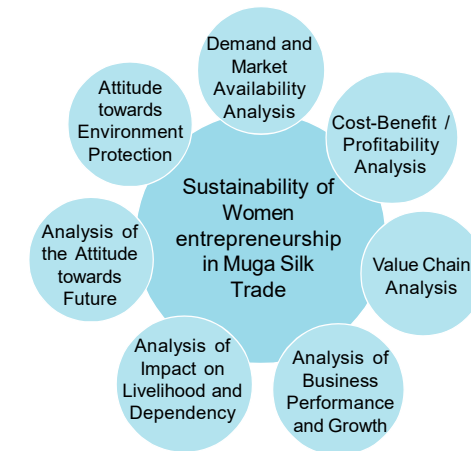 Demand and
Market
Availability
Analysis
Cost-Benefit /
Profitability
Analysis
Value Chain
Analysis
Analysis of
Business
Performance
and Growth
Analysis of
Impact on
Livelihood and
Dependency
Analysis of
the Attitude
towards
Future
Attitude
towards
Environment
Protection
Sustainability of
Women
entrepreneurship
in Muga Silk
Trade